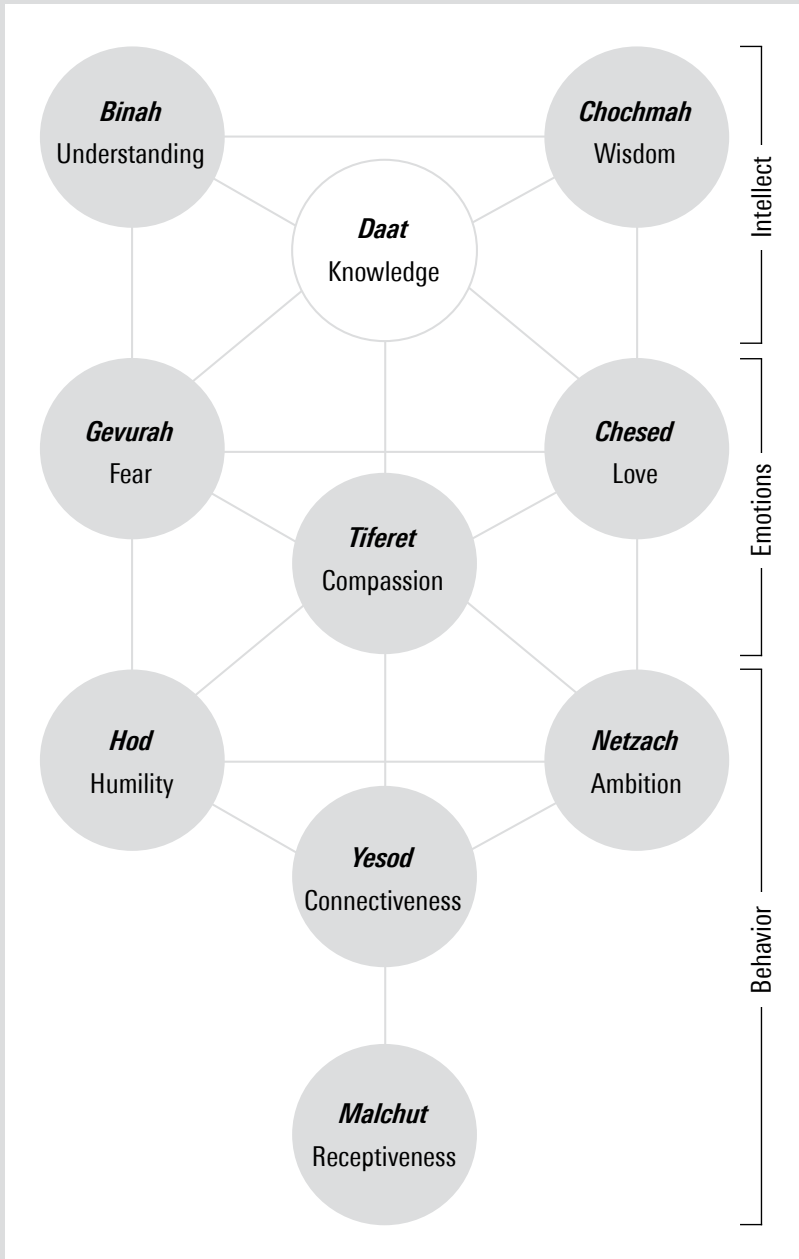 Binah
Understanding
Chochmah
Wisdom
Daat
Knowledge
Intellect
Gevurah
Fear
Chesed
Love
Tiferet
Compassion
Emotions
Hod
Humility
Netzach
Ambition
Yesod
Connectiveness
Malchut
Receptiveness
Behavior